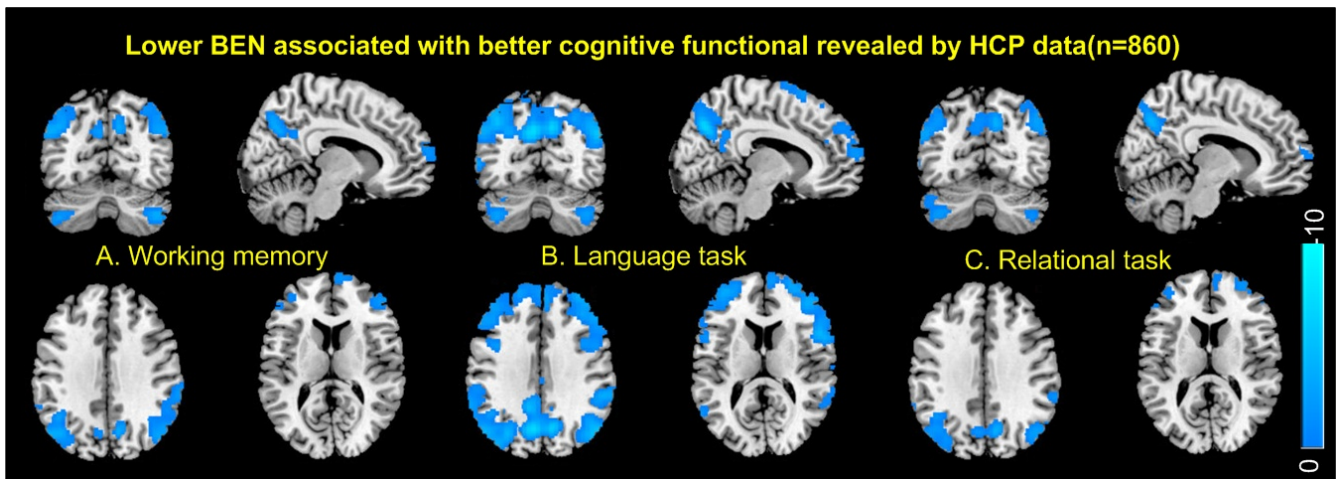 Lower BEN associated with better cognitive functional revealed by HCP data(n=860)
A. Working memory
B. Language task
C. Relational task
-10
0